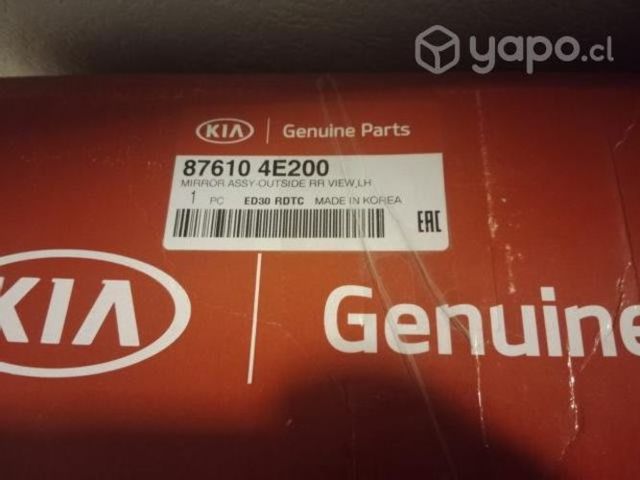 yapo.cl
KIA Genuine Parts
87610 4E200
MIRROR ASSY-OUTSIDE RR VIEW,LH
1 PC ED30 RDTC MADE IN KOREA
EAC
KIA Genuine